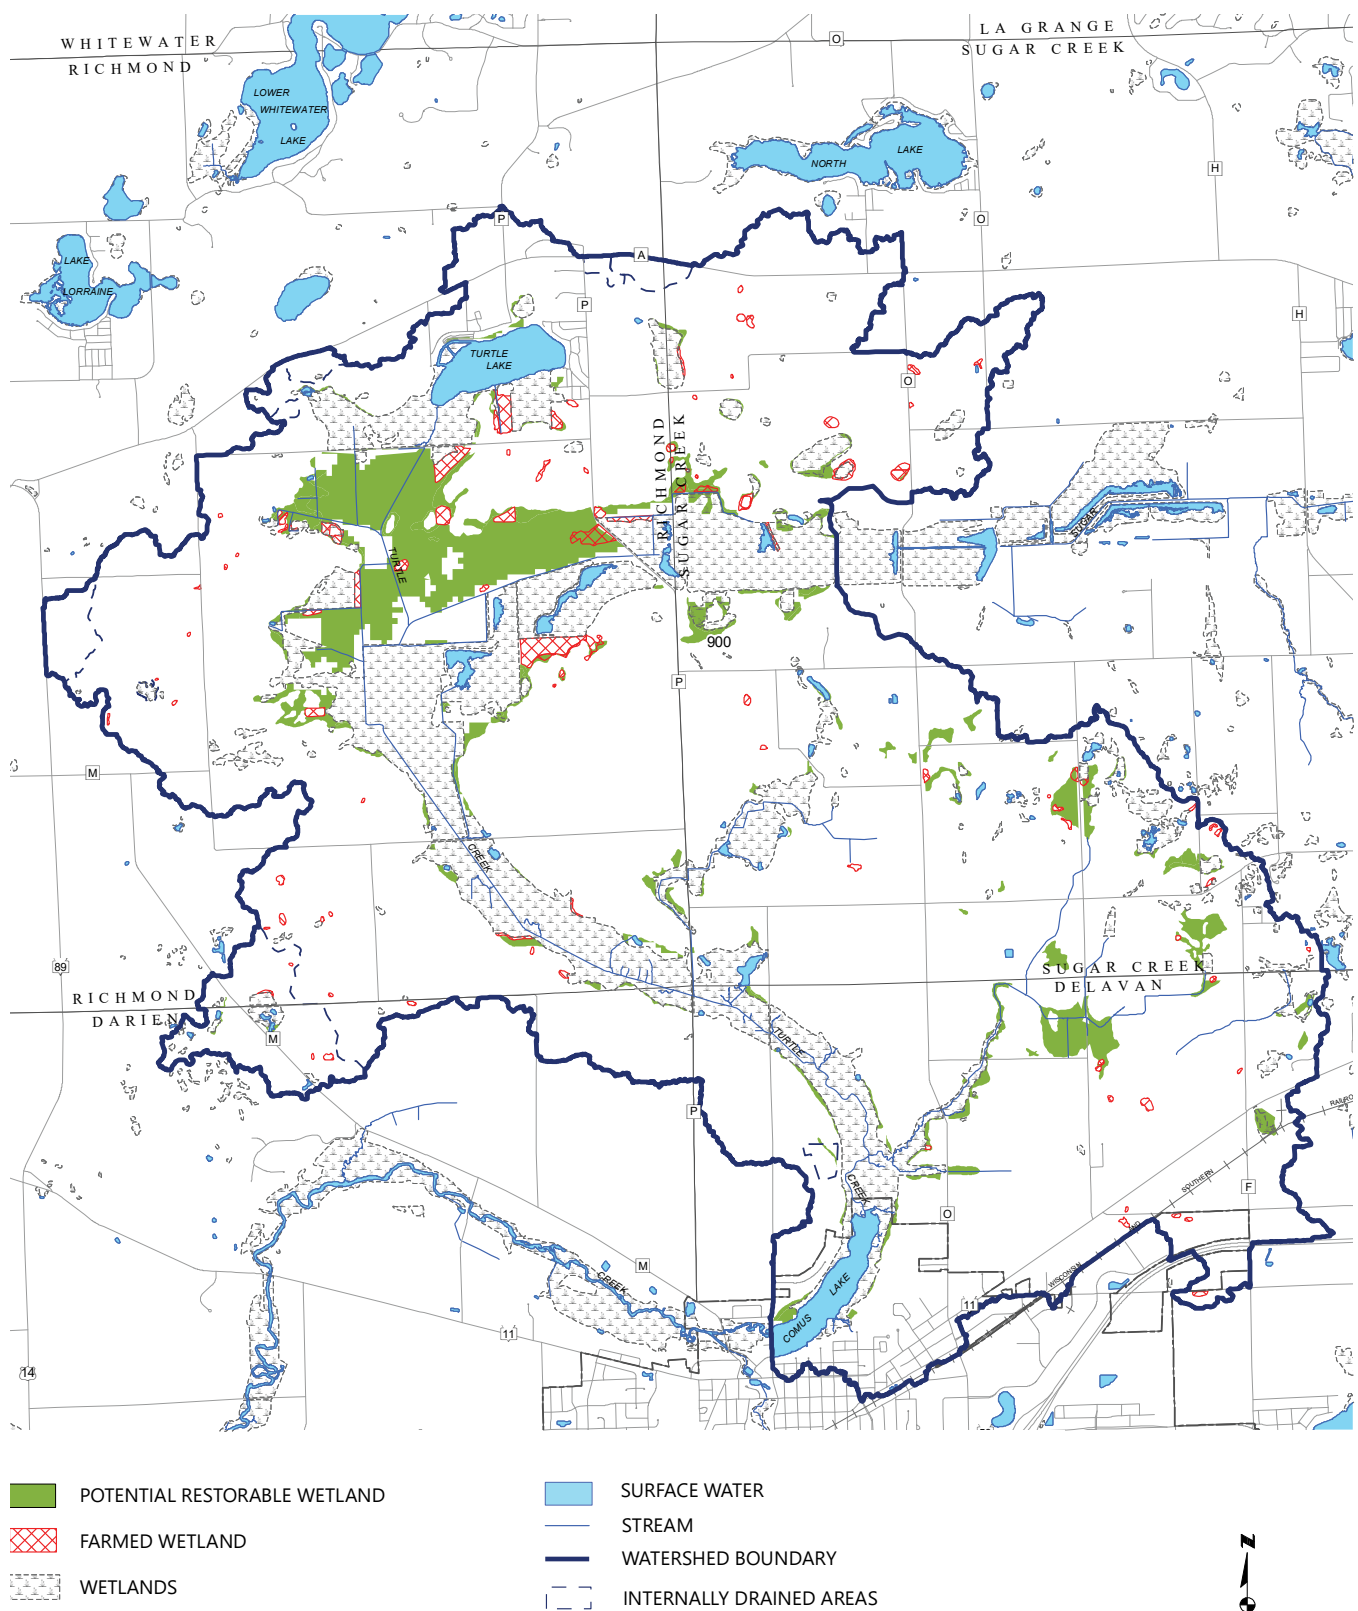 WHITEWATER
RICHMOND
LA GRANGE
SUGAR CREEK
O
LOWER
WHITEWATER
LAKE
NORTH
LAKE
H
P
O
A
LAKE
LORRAINE
P
H
TURTLE
LAKE
O
RICHMOND
SUGAR CREEK
SUGAR
TURTLE
900
P
M
CREEK
89
SUGAR CREEK
DELAVAN
RICHMOND
DARIEN
M
TURTLE
P
SOUTHERN
CREEK
F
O
WISCONSIN
M
CREEK
LAKE
COMUS
11
11
14
POTENTIAL RESTORABLE WETLAND
FARMED WETLAND
WETLANDS
SURFACE WATER
STREAM
WATERSHED BOUNDARY
INTERNALLY DRAINED AREAS
N